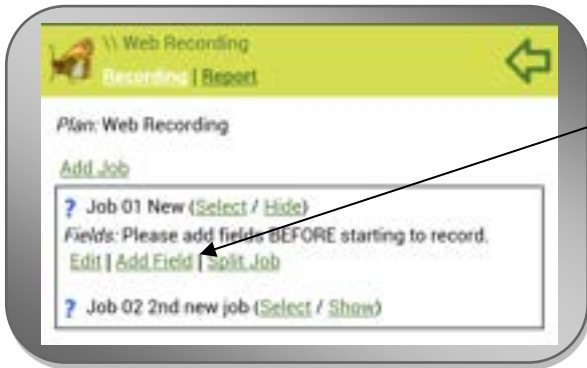 \\ Web Recording
Recording | Report
Plan: Web Recording
Add Job
? Job 01 New (Select / Hide)
Fields: Please add fields BEFORE starting to record.
Edit | Add Field | Split Job
? Job 02 2nd new job (Select / Show)